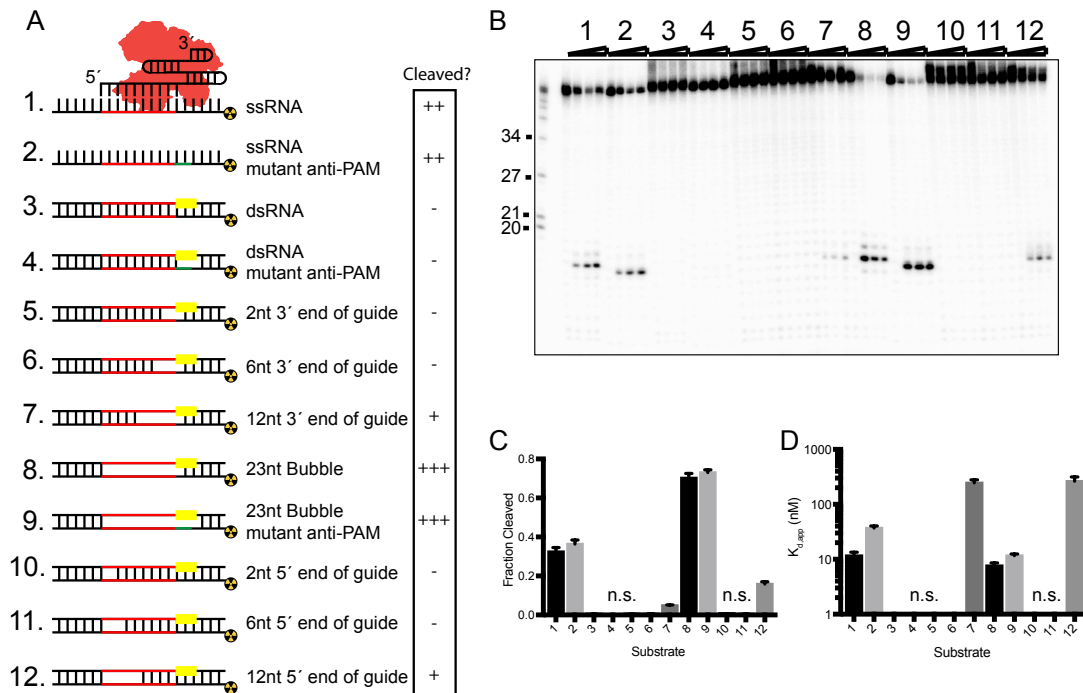 A
3´
5´
Cleaved?
1. ssRNA ++
2. ssRNA
mutant anti-PAM ++
3. dsRNA -
4. dsRNA
mutant anti-PAM -
5. 2nt 3´ end of guide -
6. 6nt 3´ end of guide -
7. 12nt 3´ end of guide +
8. 23nt Bubble +++
9. 23nt Bubble
mutant anti-PAM +++
10. 2nt 5´ end of guide -
11. 6nt 5´ end of guide -
12. 12nt 5´ end of guide +
B
1 2 3 4 5 6 7 8 9 10 11 12
34
27
21
20
C
Fraction Cleaved
0.8
0.6
0.4
0.2
0.0
n.s. n.s.
1 2 3 4 5 6 7 8 9 10 11 12
Substrate
D
Kd,app (nM)
1000
100
10
1
n.s. n.s.
1 2 3 4 5 6 7 8 9 10 11 12
Substrate